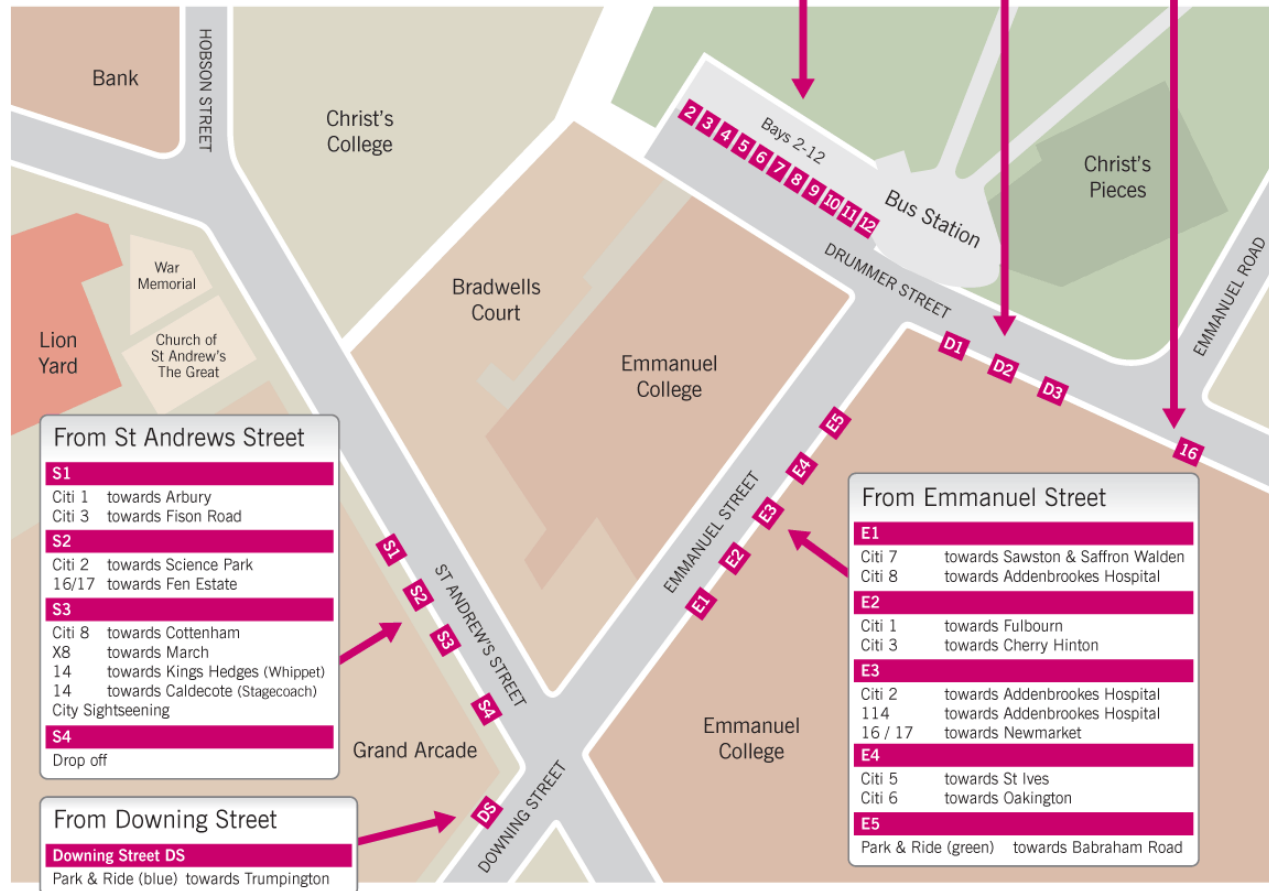 HOBSON STREET
Bank
Christ's
College
2
3
4
5
6
7
8
9
10
11
12
Bays 2-12
Bus Station
Christ's
Pieces
DRUMMER STREET
EMMANUEL ROAD
War
Memorial
Lion
Yard
Church of
St Andrew's
The Great
Bradwells
Court
Emmanuel
College
D1
D2
D3
16
E5
E4
E3
E2
E1
EMMANUEL STREET
S1
S2
S3
S4
ST ANDREW'S STREET
Grand Arcade
Emmanuel
College
DS
DOWNING STREET
From St Andrews Street
S1
Citi 1 towards Arbury
Citi 3 towards Fison Road
S2
Citi 2 towards Science Park
16/17 towards Fen Estate
S3
Citi 8 towards Cottenham
X8 towards March
14 towards Kings Hedges (Whippet)
14 towards Caldecote (Stagecoach)
City Sightseening
S4
Drop off
From Downing Street
Downing Street DS
Park & Ride (blue) towards Trumpington
From Emmanuel Street
E1
Citi 7 towards Sawston & Saffron Walden
Citi 8 towards Addenbrookes Hospital
E2
Citi 1 towards Fulbourn
Citi 3 towards Cherry Hinton
E3
Citi 2 towards Addenbrookes Hospital
114 towards Addenbrookes Hospital
16 / 17 towards Newmarket
E4
Citi 5 towards St Ives
Citi 6 towards Oakington
E5
Park & Ride (green) towards Babraham Road